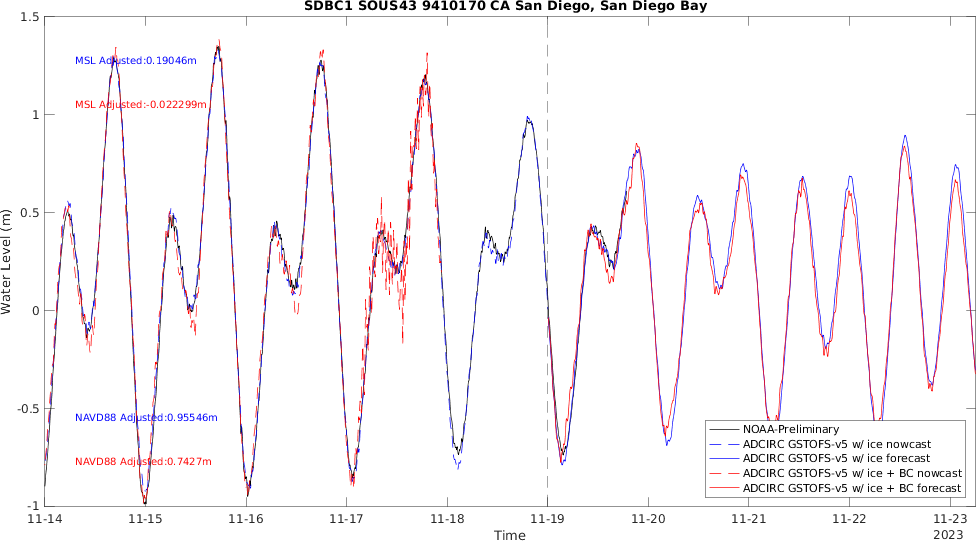 SDBC1 SOUS43 9410170 CA San Diego, San Diego Bay
1.5
MSL Adjusted:0.19046m
MSL Adjusted:-0.022299m
1
0.5
Water Level (m)
0
-0.5
NAVD88 Adjusted:0.95546m
NAVD88 Adjusted:0.7427m
NOAA-Preliminary
ADCIRC GSTOFS-v5 w/ ice nowcast
ADCIRC GSTOFS-v5 w/ ice forecast
ADCIRC GSTOFS-v5 w/ ice + BC nowcast
ADCIRC GSTOFS-v5 w/ ice + BC forecast
-1
11-14 11-15 11-16 11-17 11-18 11-19 11-20 11-21 11-22 11-23
2023
Time